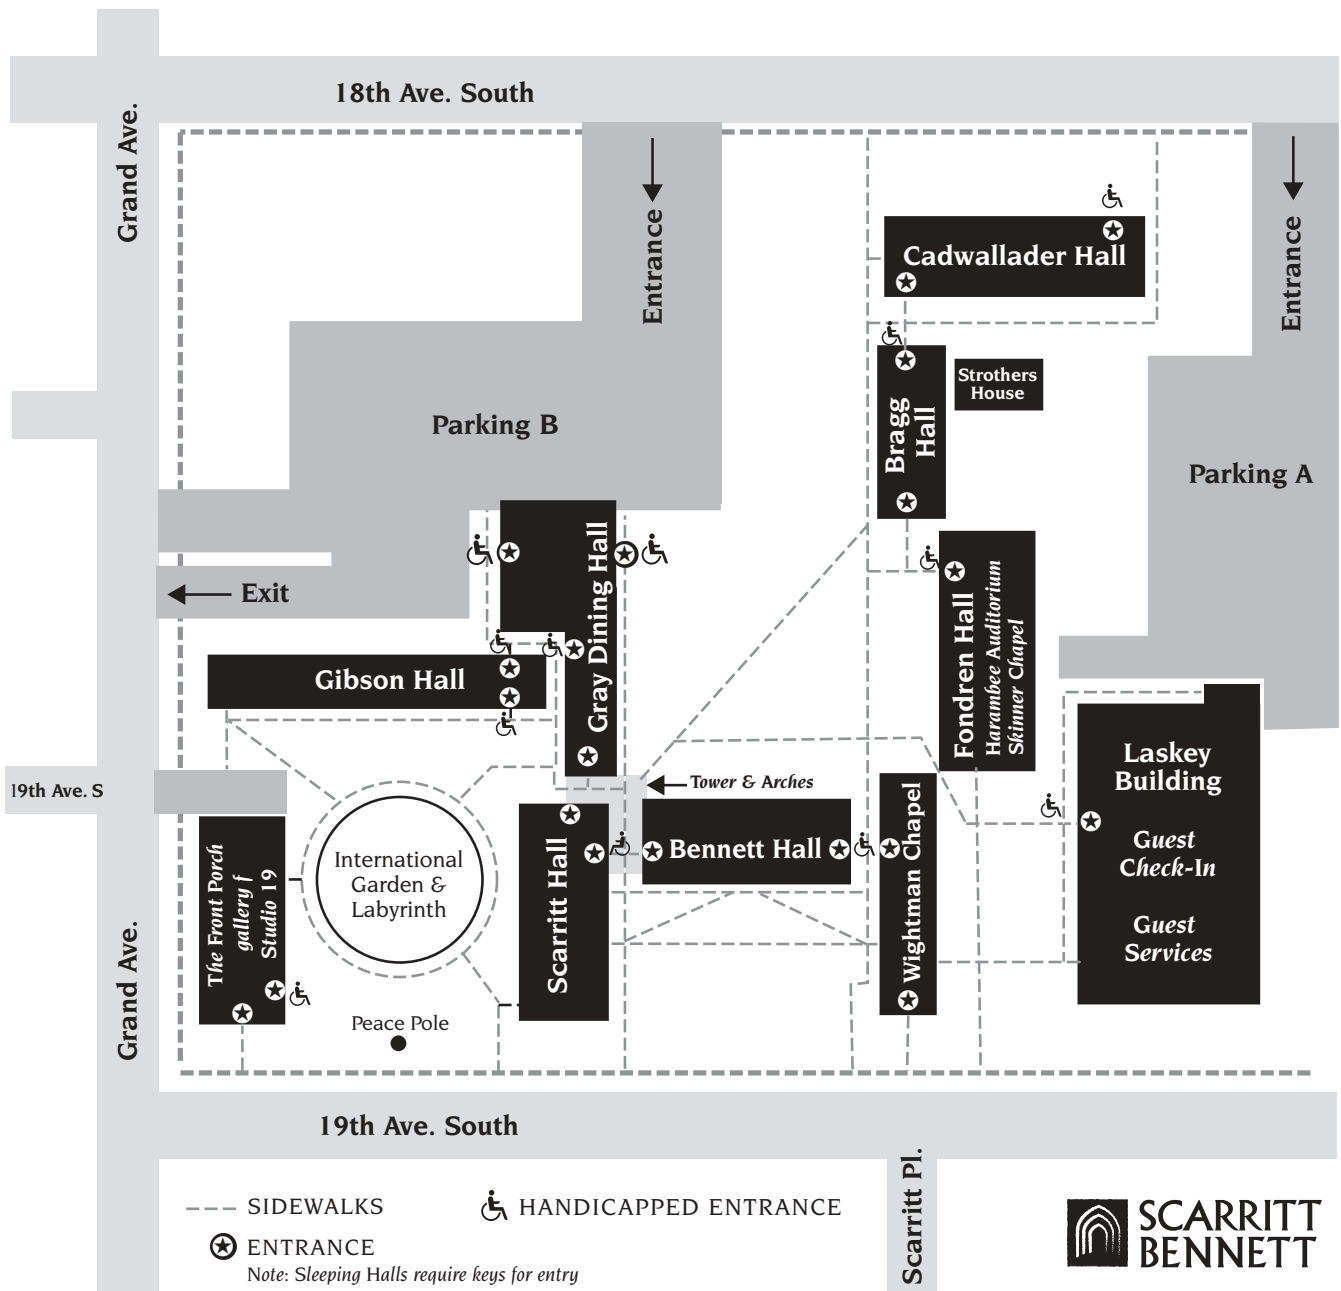 18th Ave. South
Grand Ave.
Entrance
Entrance
Cadwallader Hall
Strothers
House
Bragg
Hall
Parking B
Parking A
Exit
Gray Dining Hall
Gibson Hall
Fondren Hall
Harambee Auditorium
Skinner Chapel
19th Ave. S
Tower & Arches
Laskey
Building
Guest
Check-In
Guest
Services
The Front Porch
gallery f
Studio 19
International
Garden &
Labyrinth
Scarritt Hall
Bennett Hall
Wightman Chapel
Peace Pole
Grand Ave.
19th Ave. South
Scarritt Pl.
SIDEWALKS
HANDICAPPED ENTRANCE
ENTRANCE
Note: Sleeping Halls require keys for entry
SCARRITT
BENNETT